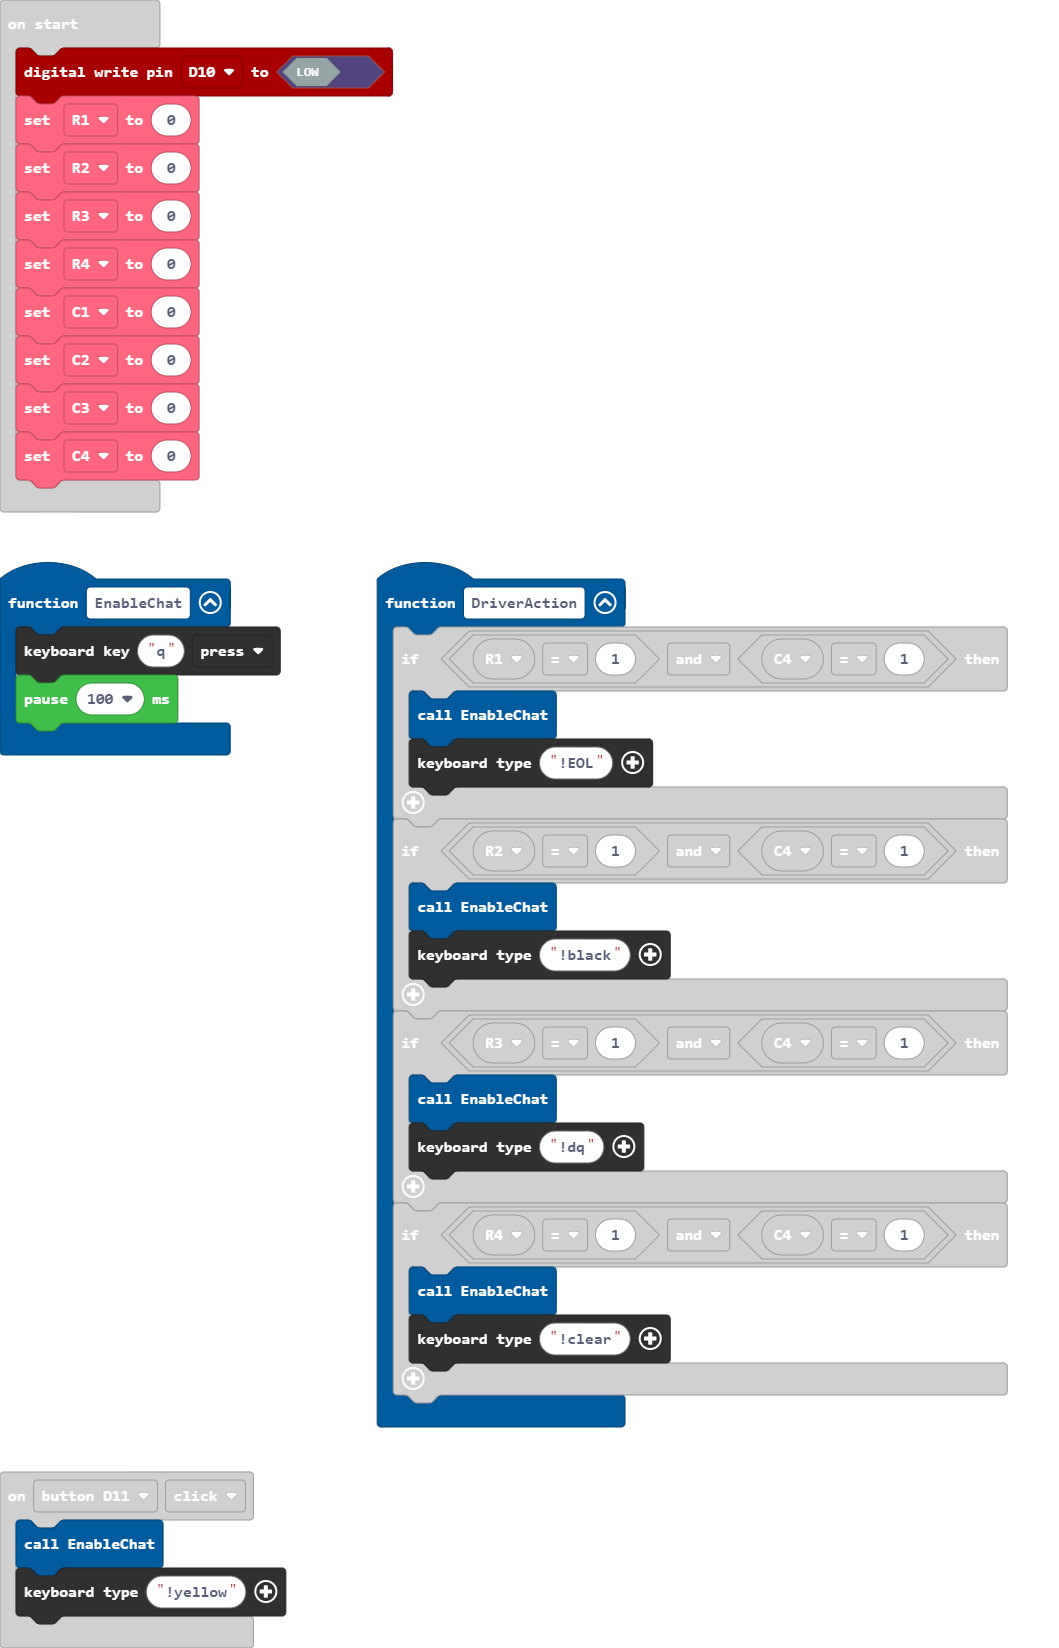 on start
digital write pin D10 to LOW
set R1 to 0
set R2 to 0
set R3 to 0
set R4 to 0
set C1 to 0
set C2 to 0
set C3 to 0
set C4 to 0
function EnableChat
keyboard key "q" press
pause 100 ms
function DriverAction
if R1 = 1 and C4 = 1 then
call EnableChat
keyboard type "!EOL"
if R2 = 1 and C4 = 1 then
call EnableChat
keyboard type "!black"
if R3 = 1 and C4 = 1 then
call EnableChat
keyboard type "!dq"
if R4 = 1 and C4 = 1 then
call EnableChat
keyboard type "!clear"
on button D11 click
call EnableChat
keyboard type "!yellow"